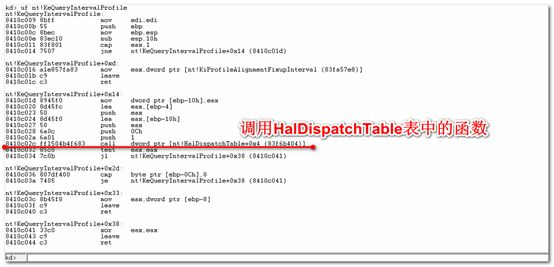 kd> uf nt!KeQueryIntervalProfile
nt!KeQueryIntervalProfile:
8410c009 8bff mov edi,edi
8410c00b 55 push ebp
8410c00c 8bec mov ebp,esp
8410c00e 83ec10 sub esp,10h
8410c011 83f801 cmp eax,1
8410c014 7507 jne nt!KeQueryIntervalProfile+0x14 (8410c01d)
nt!KeQueryIntervalProfile+0xd:
8410c016 a1e857fa83 mov eax,dword ptr [nt!KiProfileAlignmentFixupInterval (83fa57e8)]
8410c01b c9 leave
8410c01c c3 ret
nt!KeQueryIntervalProfile+0x14:
8410c01d 8945f0 mov dword ptr [ebp-10h],eax
8410c020 8d45fc lea eax,[ebp-4]
8410c023 50 push eax
8410c024 8d45f0 lea eax,[ebp-10h]
8410c027 50 push eax
8410c028 6a0c push 0Ch
8410c02a 6a01 push 1
调用HalDispatchTable表中的函数
8410c02c ff1504b4f683 call dword ptr [nt!HalDispatchTable+0x4 (83f6b404)]
8410c032 85c0 test eax,eax
8410c034 7c0b jl nt!KeQueryIntervalProfile+0x38 (8410c041)
nt!KeQueryIntervalProfile+0x2d:
8410c036 807df400 cmp byte ptr [ebp-0Ch],0
8410c03a 7405 je nt!KeQueryIntervalProfile+0x38 (8410c041)
nt!KeQueryIntervalProfile+0x33:
8410c03c 8b45f8 mov eax,dword ptr [ebp-8]
8410c03f c9 leave
8410c040 c3 ret
nt!KeQueryIntervalProfile+0x38:
8410c041 33c0 xor eax,eax
8410c043 c9 leave
8410c044 c3 ret
kd>